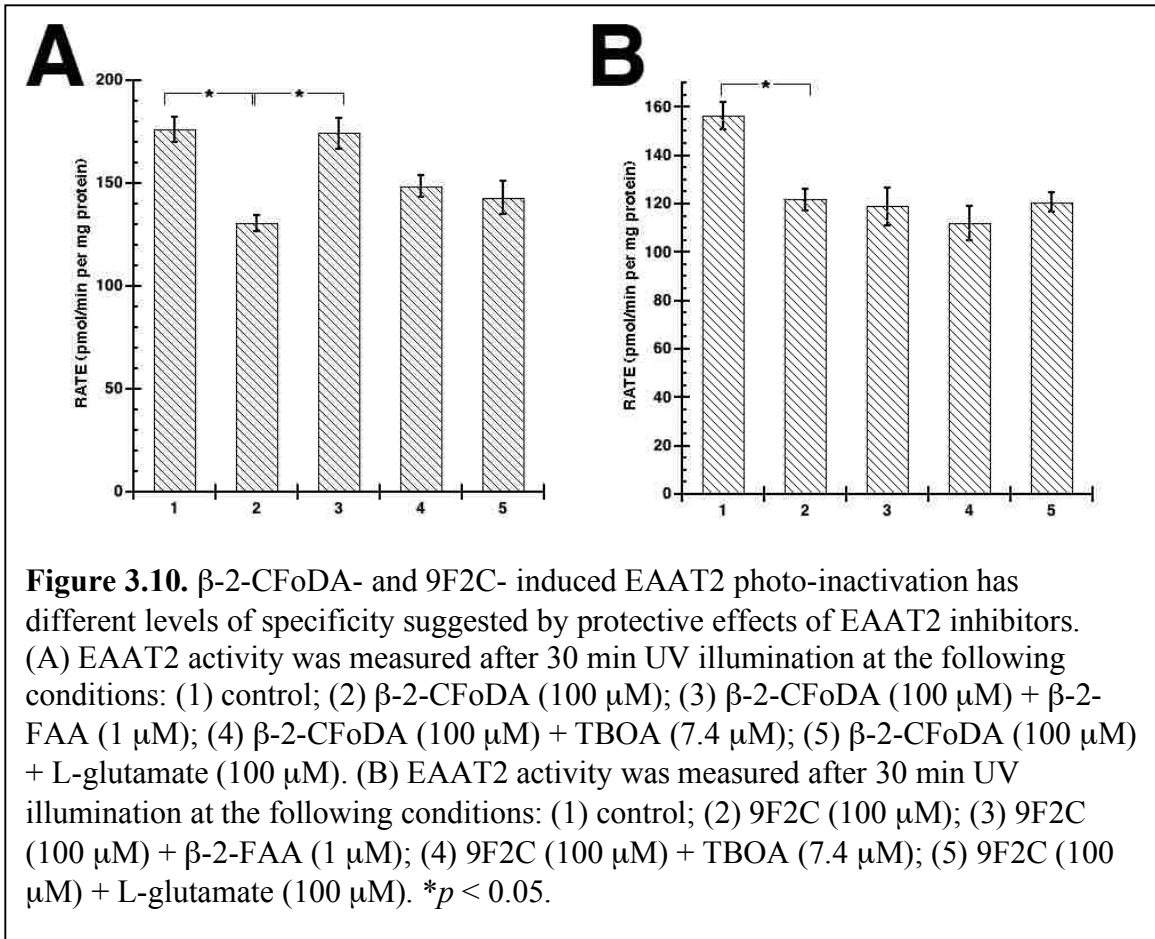 A
B
200
150
100
50
0
RATE (pmol/min per mg protein)
* *
1 2 3 4 5
160
140
120
100
80
60
40
20
0
RATE (pmol/min per mg protein)
*
1 2 3 4 5
Figure 3.10. β-2-CFoDA- and 9F2C- induced EAAT2 photo-inactivation has
different levels of specificity suggested by protective effects of EAAT2 inhibitors.
(A) EAAT2 activity was measured after 30 min UV illumination at the following
conditions: (1) control; (2) β-2-CFoDA (100 μM); (3) β-2-CFoDA (100 μM) + β-2-
FAA (1 μM); (4) β-2-CFoDA (100 μM) + TBOA (7.4 μM); (5) β-2-CFoDA (100 μM)
+ L-glutamate (100 μM). (B) EAAT2 activity was measured after 30 min UV
illumination at the following conditions: (1) control; (2) 9F2C (100 μM); (3) 9F2C
(100 μM) + β-2-FAA (1 μM); (4) 9F2C (100 μM) + TBOA (7.4 μM); (5) 9F2C (100
μM) + L-glutamate (100 μM). *p < 0.05.